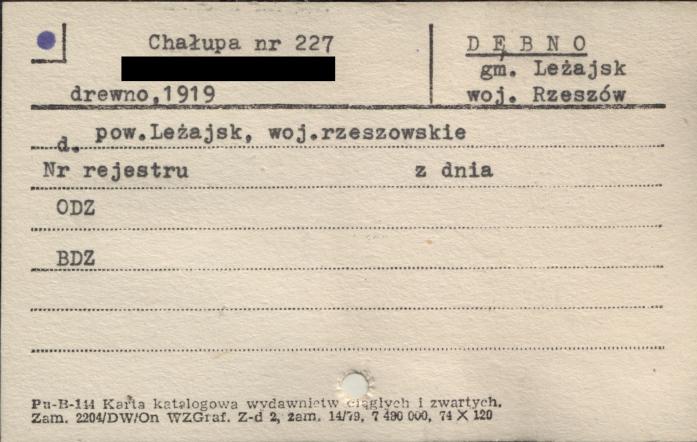 Chałupa nr 227
DĘBNO
gm. Leżajsk
drewno,1919
woj. Rzeszów
d. pow.Leżajsk, woj.rzeszowskie
Nr rejestru z dnia
ODZ
BDZ
Pu-B-144 Karta katalogowa wydawnictw ciągłych i zwartych.
Zam. 2204/DW/On WZGraf. Z-d 2, zam. 14/79, 7 490 000, 74 X 120